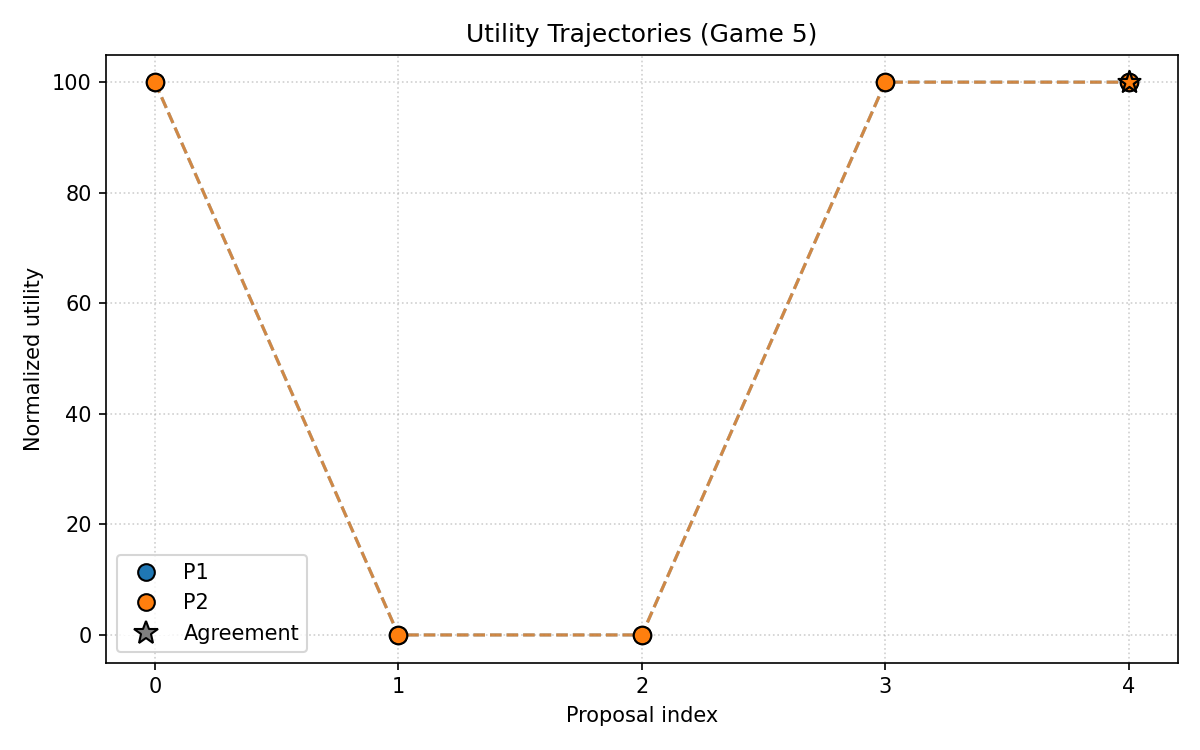 Utility Trajectories (Game 5)
Normalized utility
100
80
60
40
20
0
P1
P2
Agreement
0 1 2 3 4
Proposal index